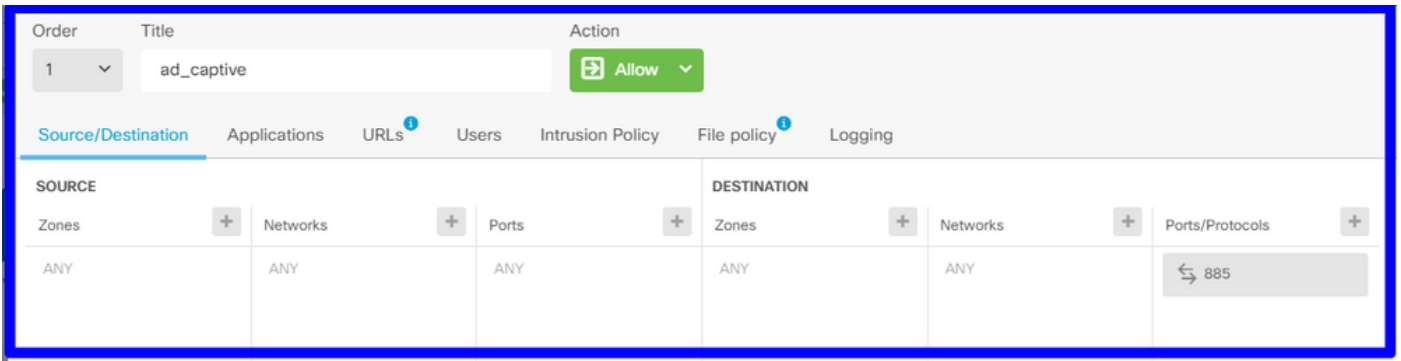 Order Title Action
1 ad_captive Allow
Source/Destination Applications URLs Users Intrusion Policy File policy Logging
SOURCE DESTINATION
Zones Networks Ports Zones Networks Ports/Protocols
ANY ANY ANY ANY ANY 885